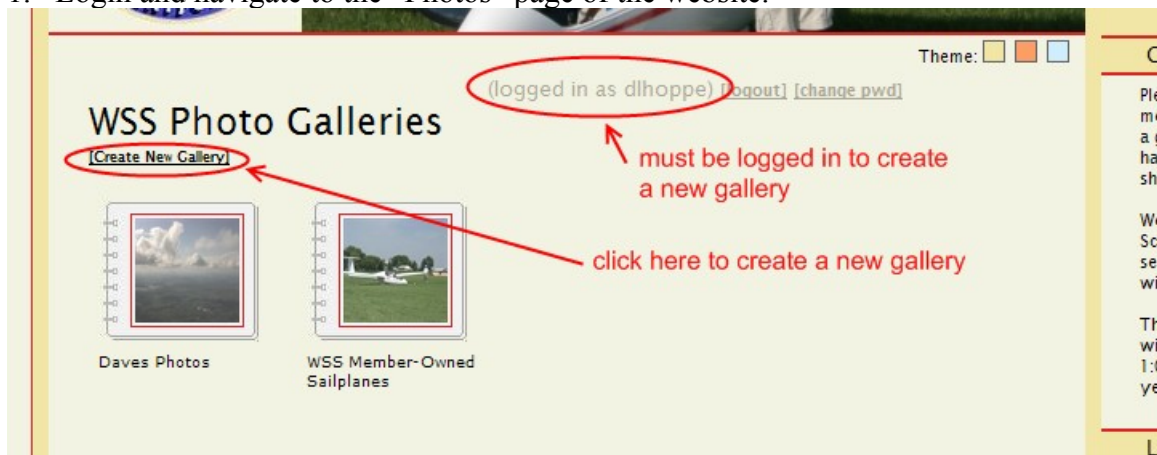 1. Login and navigate to the "Photos" page of the website.
Theme:
(logged in as dlhoppe) [logout] [change pwd]
WSS Photo Galleries
[Create New Gallery]
must be logged in to create
a new gallery
click here to create a new gallery
Daves Photos
WSS Member-Owned
Sailplanes